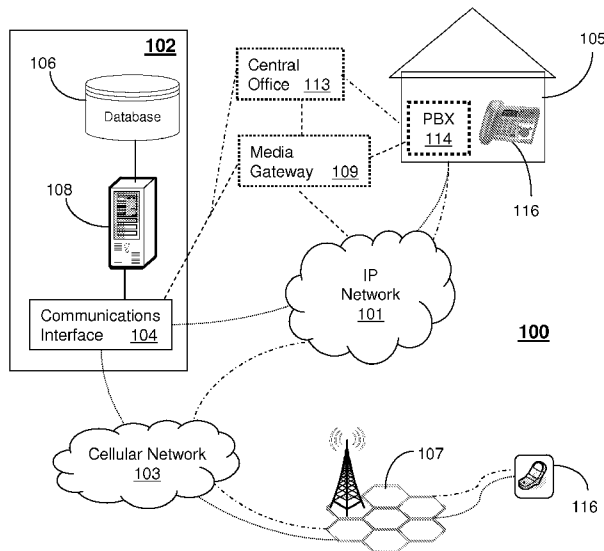 102
106
Database
108
Communications
Interface 104
Central
Office 113
Media
Gateway 109
105
PBX
114
116
IP
Network
101
100
Cellular Network
103
107
116